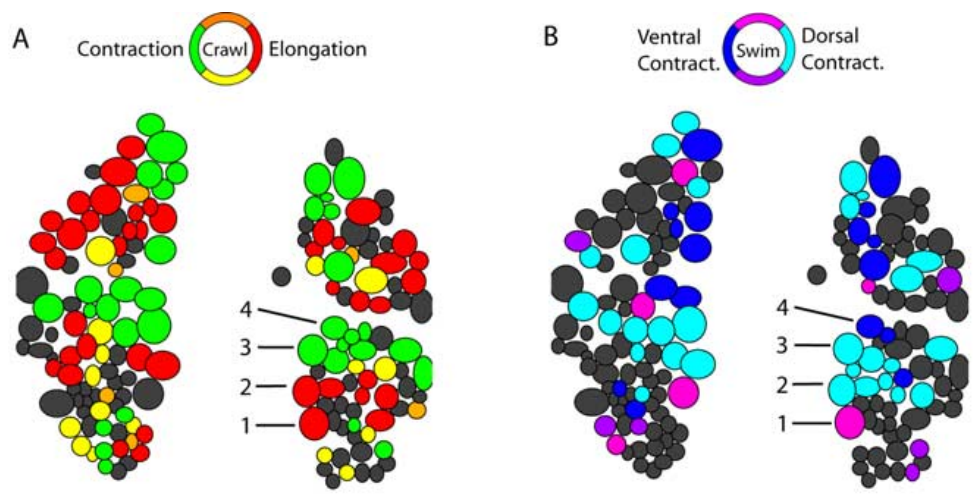 A
Contraction Crawl Elongation
4
3
2
1
B
Ventral
Contract.
Swim
Dorsal
Contract.
4
3
2
1